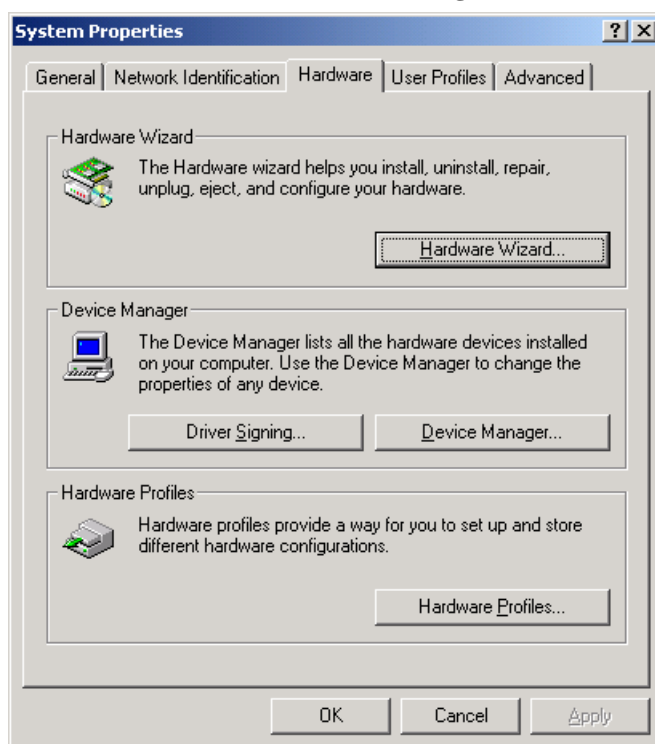 System Properties
General Network Identification Hardware User Profiles Advanced
Hardware Wizard
The Hardware wizard helps you install, uninstall, repair,
unplug, eject, and configure your hardware.
Hardware Wizard...
Device Manager
The Device Manager lists all the hardware devices installed
on your computer. Use the Device Manager to change the
properties of any device.
Driver Signing... Device Manager...
Hardware Profiles
Hardware profiles provide a way for you to set up and store
different hardware configurations.
Hardware Profiles...
OK Cancel Apply